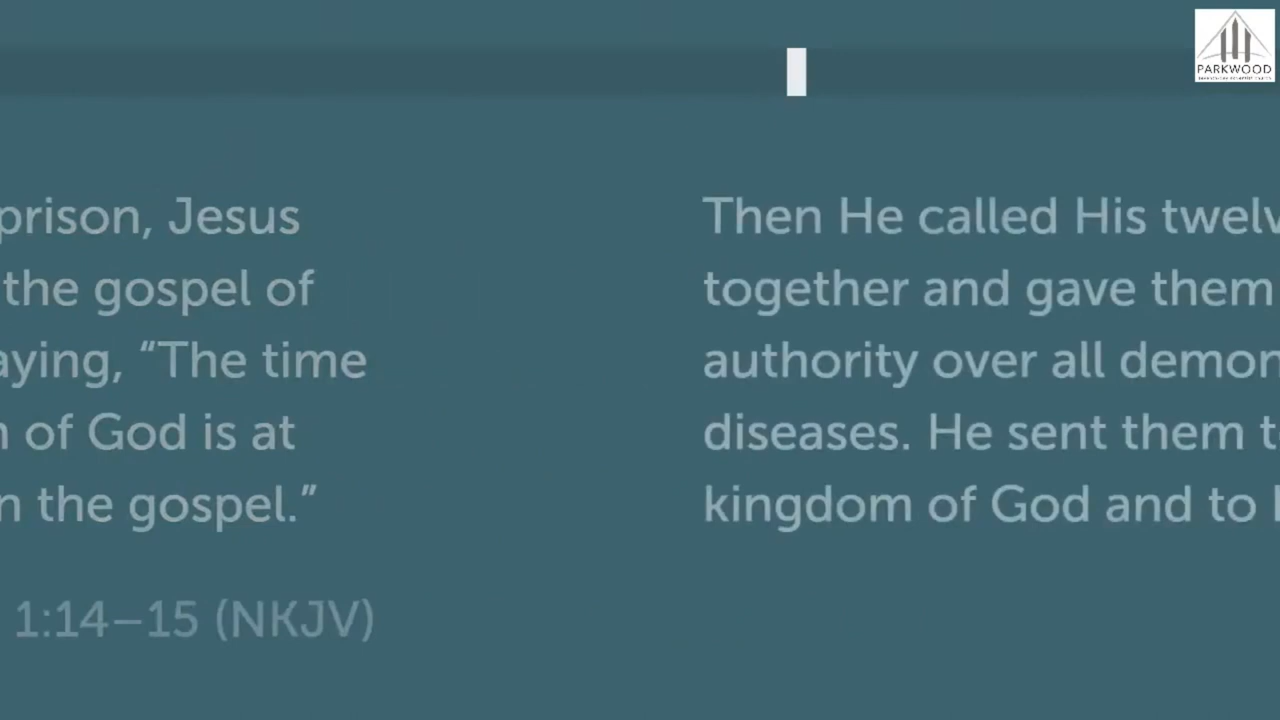 PARKWOOD
prison, Jesus
the gospel of
aying, “The time
of God is at
n the gospel.”
1:14–15 (NKJV)
Then He called His twelv
together and gave them
authority over all demon
diseases. He sent them t
kingdom of God and to